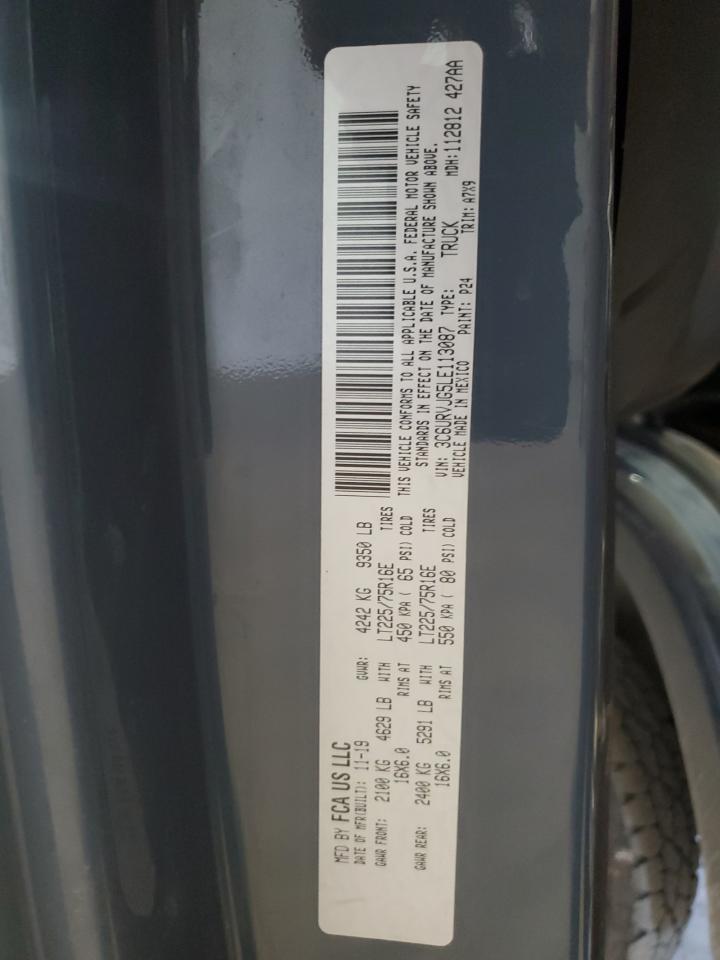 MFD BY FCA US LLC
DATE OF MFR(BUILT): 11-19 GVWR: 4242 KG 9350 LB
GAWR FRONT: 2100 KG 4629 LB WITH LT225/75R16E TIRES
16X6.0 RIMS AT 450 KPA ( 65 PSI) COLD
GAWR REAR: 2400 KG 5291 LB WITH LT225/75R16E TIRES
16X6.0 RIMS AT 550 KPA ( 80 PSI) COLD
THIS VEHICLE CONFORMS TO ALL APPLICABLE U.S.A. FEDERAL MOTOR VEHICLE SAFETY
STANDARDS IN EFFECT ON THE DATE OF MANUFACTURE SHOWN ABOVE.
VIN: 3C6URVJG5LE113087 TYPE: TRUCK MDH:112812 427AA
VEHICLE MADE IN MEXICO PAINT: P24 TRIM: A7X9